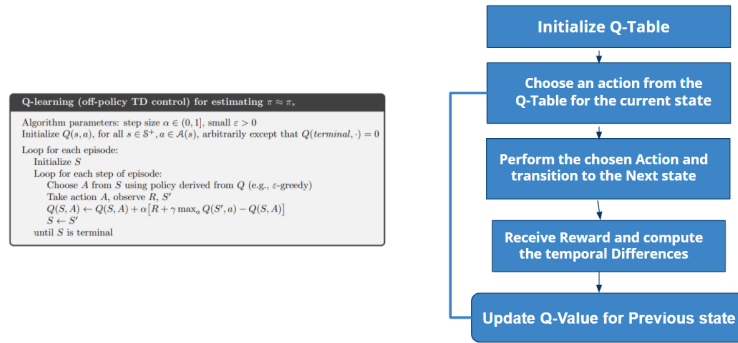 Q-learning (off-policy TD control) for estimating π ≈ π*
Algorithm parameters: step size α ∈ (0, 1], small ε > 0
Initialize Q(s, a), for all s ∈ S⁺, a ∈ A(s), arbitrarily except that Q(terminal, ·) = 0
Loop for each episode:
Initialize S
Loop for each step of episode:
Choose A from S using policy derived from Q (e.g., ε-greedy)
Take action A, observe R, S′
Q(S, A) ← Q(S, A) + α[R + γ maxₐ Q(S′, a) − Q(S, A)]
S ← S′
until S is terminal
Initialize Q-Table
Choose an action from the
Q-Table for the current state
Perform the chosen Action and
transition to the Next state
Receive Reward and compute
the temporal Differences
Update Q-Value for Previous state